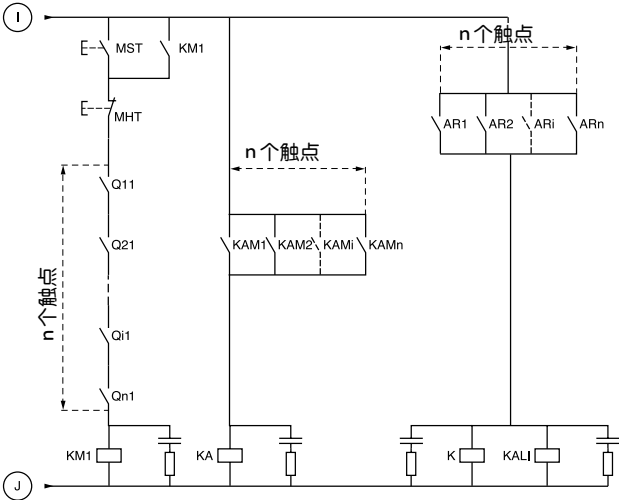 I
MST
KM1
n个触点
MHT
AR1
AR2
ARi
ARn
n个触点
Q11
KAM1
KAM2
KAMi
KAMn
Q21
n个触点
Qi1
Qn1
KM1
KA
K
KALI
J